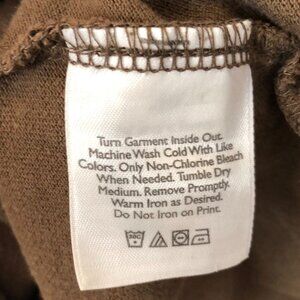 Turn Garment Inside Out.
Machine Wash Cold With Like
Colors. Only Non-Chlorine Bleach
When Needed. Tumble Dry
Medium. Remove Promptly.
Warm Iron as Desired.
Do Not Iron on Print.